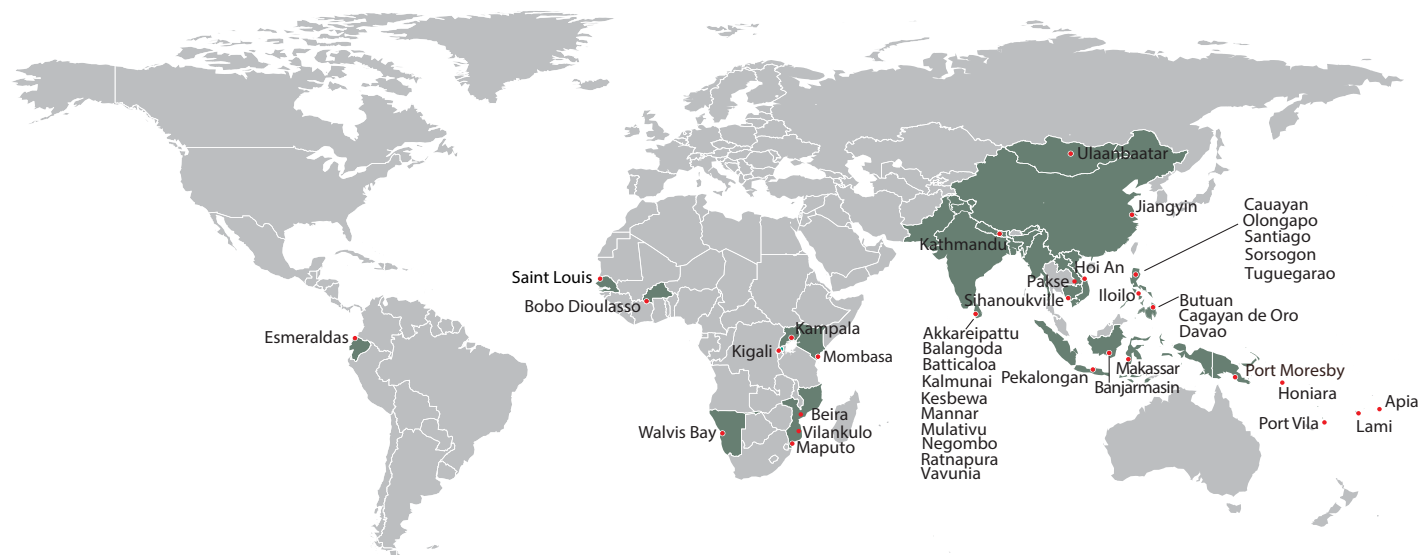 Ulaanbaatar
Jiangyin
Kathmandu
Cauayan
Olongapo
Santiago
Sorsogon
Tuguegarao
Saint Louis
Bobo Dioulasso
Hoi An
Pakse
Sihanoukville
Iloilo
Butuan
Cagayan de Oro
Davao
Esmeraldas
Kampala
Kigali
Mombasa
Akkareipattu
Balangoda
Batticaloa
Kalmunai
Kesbewa
Mannar
Mulativu
Negombo
Ratnapura
Vavunia
Pekalongan
Makassar
Banjarmasin
Port Moresby
Honiara
Apia
Port Vila
Lami
Beira
Walvis Bay
Vilankulo
Maputo